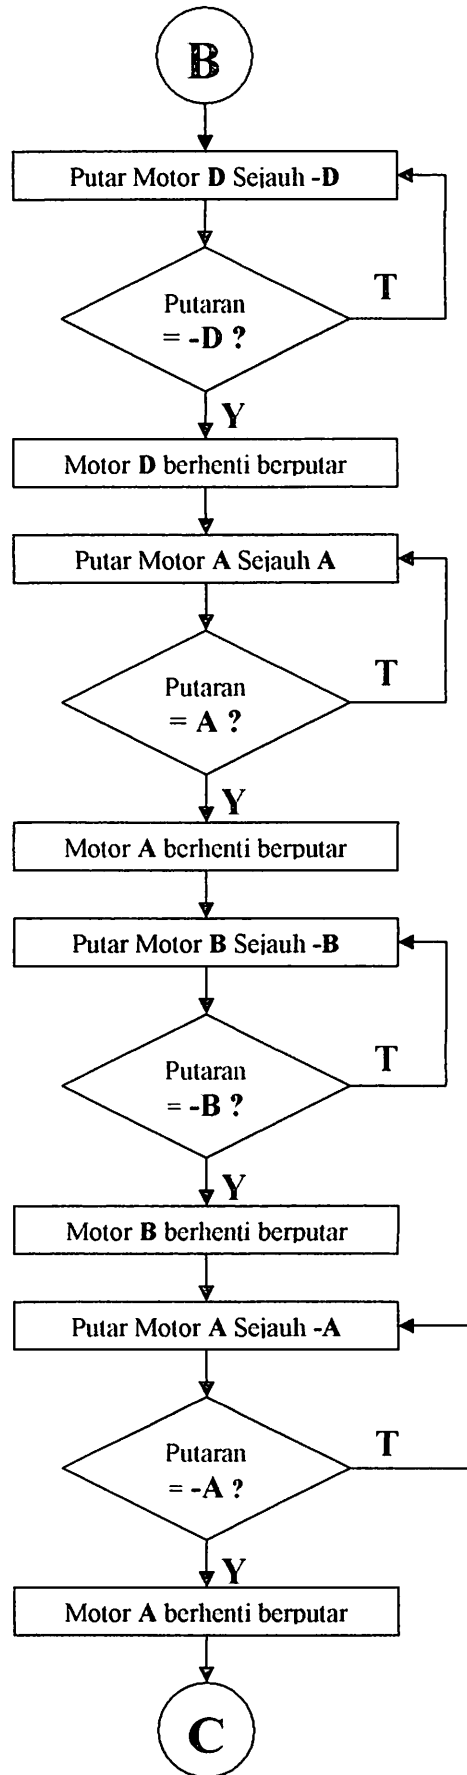 B
Putar Motor D Sejauh -D
Putaran
= -D ?
T
Y
Motor D berhenti berputar
Putar Motor A Sejauh A
Putaran
= A ?
T
Y
Motor A berhenti berputar
Putar Motor B Sejauh -B
Putaran
= -B ?
T
Y
Motor B berhenti berputar
Putar Motor A Sejauh -A
Putaran
= -A ?
T
Y
Motor A berhenti berputar
C